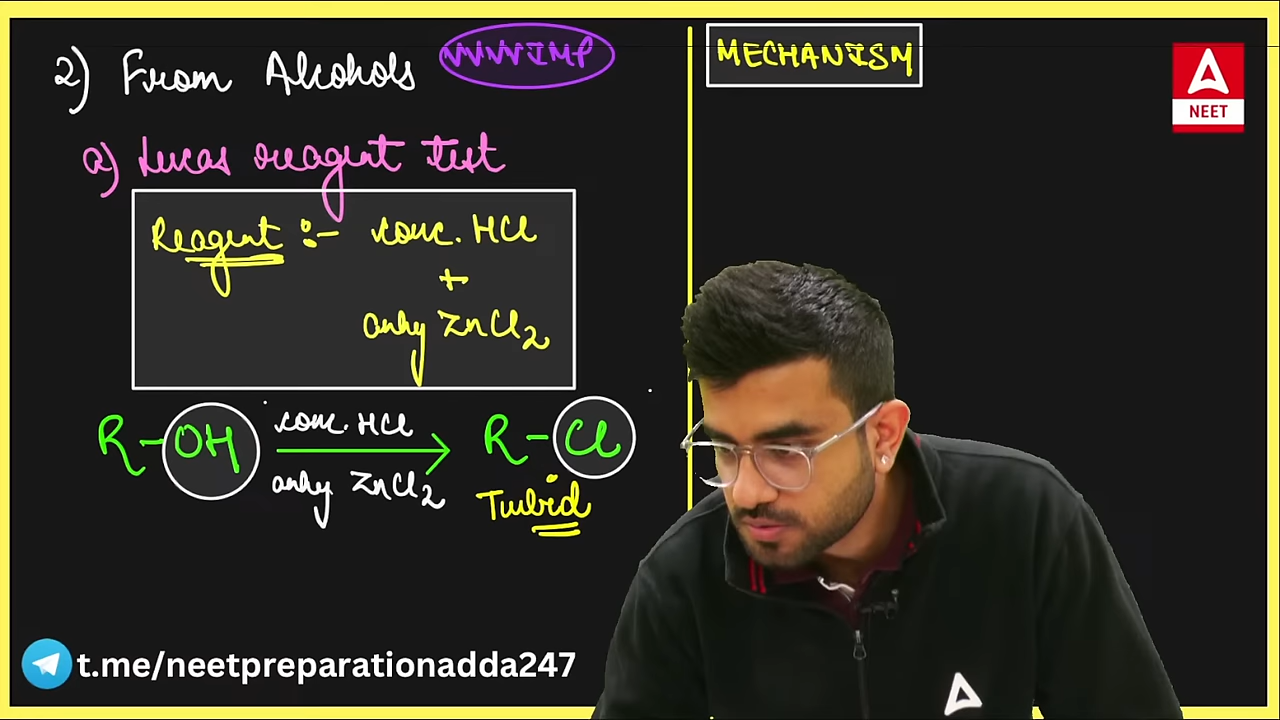 2) From Alcohols VVVVIMP
a) Lucas reagent Test
Reagent :- conc. HCl
+
anhy ZnCl2
R-OH conc. HCl R-Cl
anhy ZnCl2 Turbid
MECHANISM
NEET
t.me/neetpreparationadda247